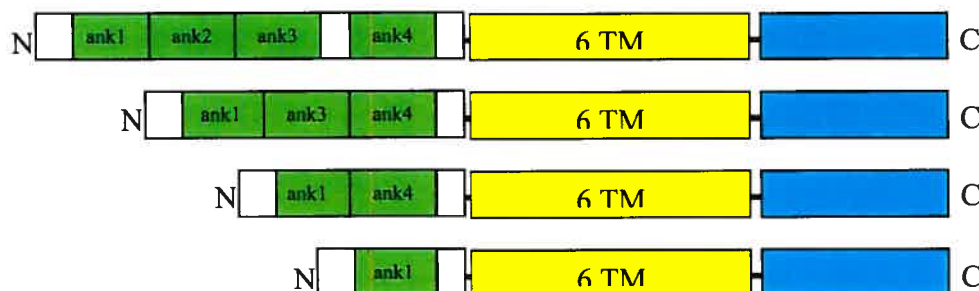 N ank1 ank2 ank3 ank4 6 TM C
N ank1 ank3 ank4 6 TM C
N ank1 ank4 6 TM C
N ank1 6 TM C